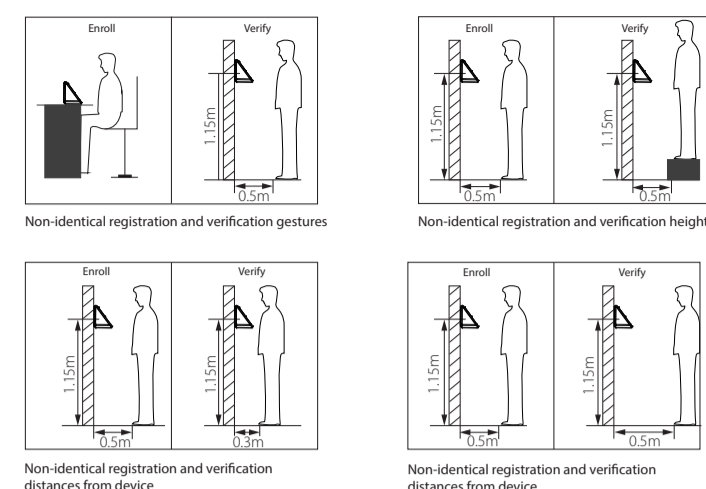 Enroll
Verify
1.15m
0.5m
Non-identical registration and verification gestures
Enroll
Verify
1.15m
1.15m
0.5m
0.5m
Non-identical registration and verification height
Enroll
Verify
1.15m
1.15m
0.5m
0.3m
Non-identical registration and verification
distances from device
Enroll
Verify
1.15m
1.15m
0.5m
0.5m
Non-identical registration and verification
distances from device